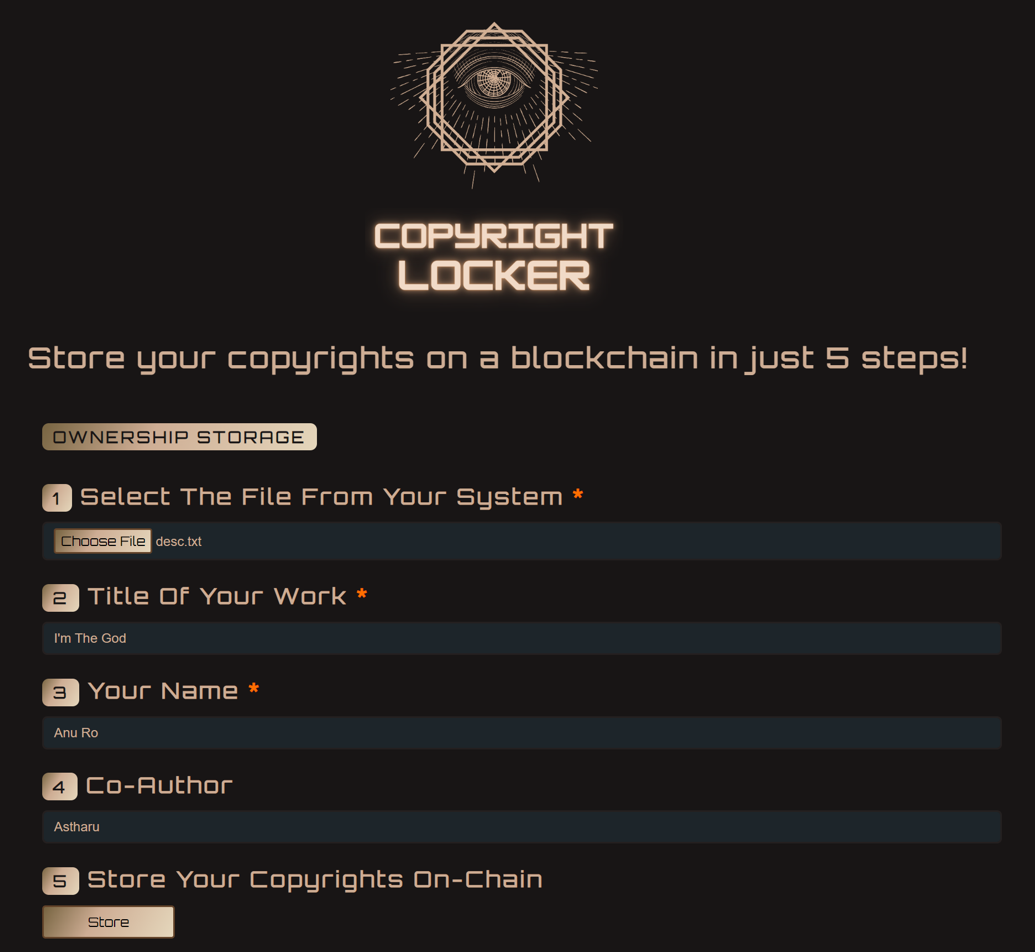 COPYRIGHT
LOCKER
Store your copyrights on a blockchain in just 5 steps!
OWNERSHIP STORAGE
1 Select The File From Your System *
Choose File desc.txt
2 Title Of Your Work *
I'm The God
3 Your Name *
Anu Ro
4 Co-Author
Astharu
5 Store Your Copyrights On-Chain
Store